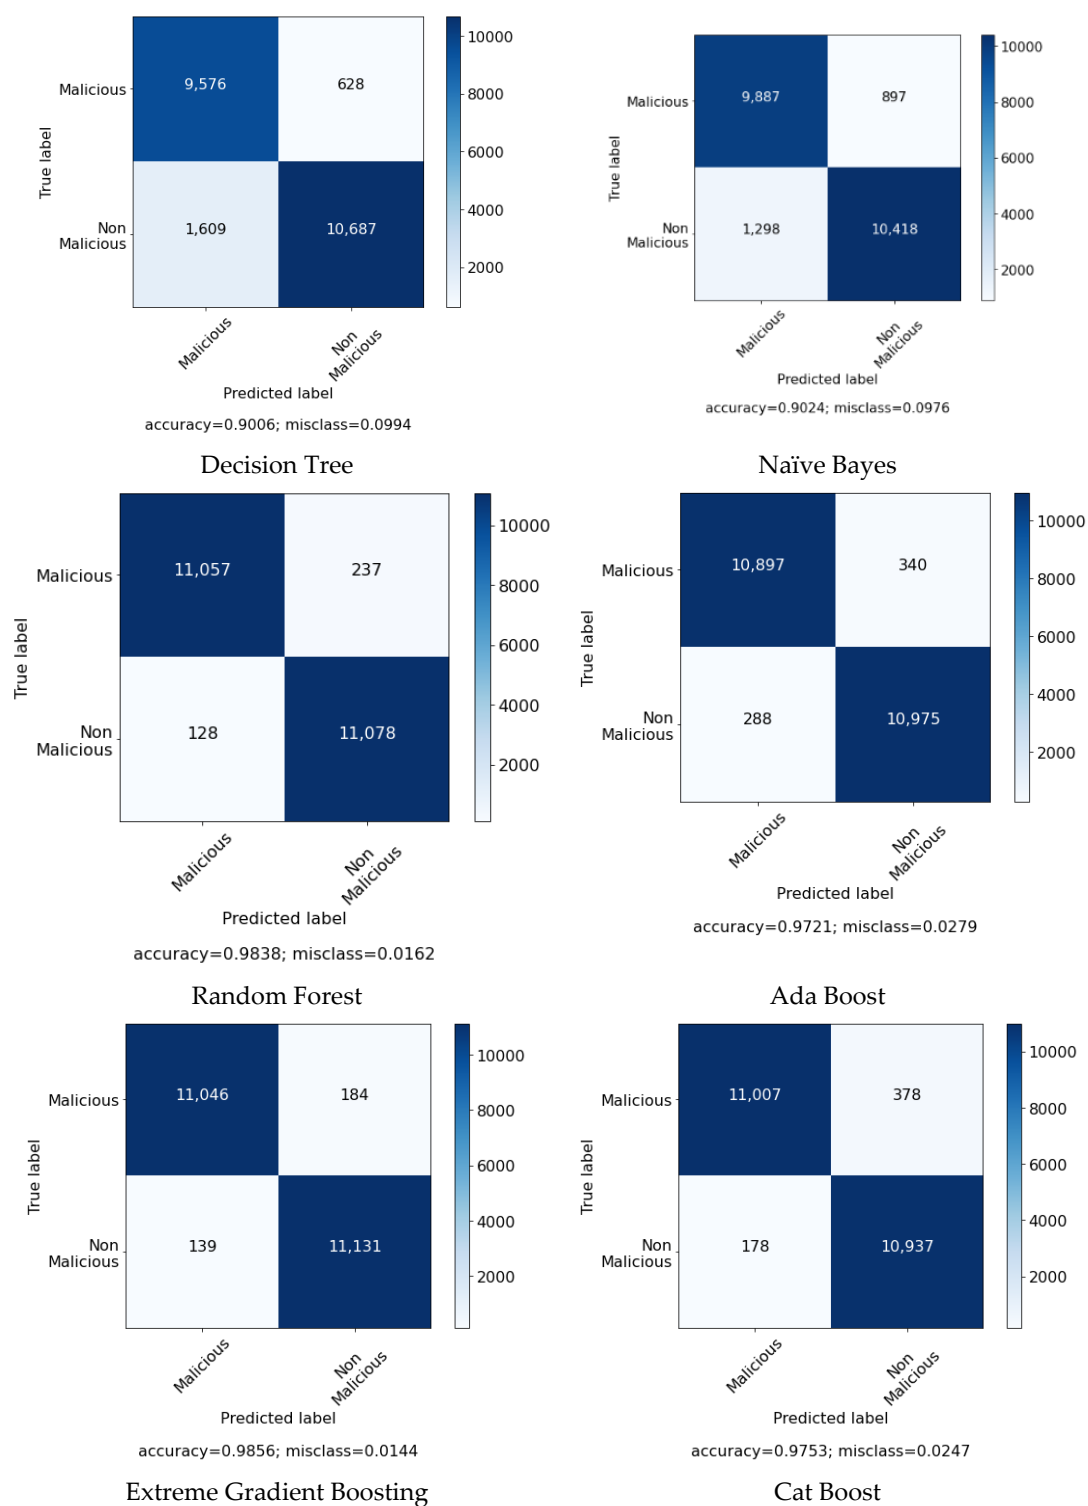 Malicious
9,576
628
Non
Malicious
1,609
10,687
True label
Malicious
Non
Malicious
Predicted label
accuracy=0.9006; misclass=0.0994
10000
8000
6000
4000
2000
Decision Tree
Malicious
9,887
897
Non
Malicious
1,298
10,418
True label
Malicious
Non
Malicious
Predicted label
accuracy=0.9024; misclass=0.0976
10000
8000
6000
4000
2000
Naïve Bayes
Malicious
11,057
237
Non
Malicious
128
11,078
True label
Malicious
Non
Malicious
Predicted label
accuracy=0.9838; misclass=0.0162
10000
8000
6000
4000
2000
Random Forest
Malicious
10,897
340
Non
Malicious
288
10,975
True label
Malicious
Non
Malicious
Predicted label
accuracy=0.9721; misclass=0.0279
10000
8000
6000
4000
2000
Ada Boost
Malicious
11,046
184
Non
Malicious
139
11,131
True label
Malicious
Non
Malicious
Predicted label
accuracy=0.9856; misclass=0.0144
10000
8000
6000
4000
2000
Extreme Gradient Boosting
Malicious
11,007
378
Non
Malicious
178
10,937
True label
Malicious
Non
Malicious
Predicted label
accuracy=0.9753; misclass=0.0247
10000
8000
6000
4000
2000
Cat Boost